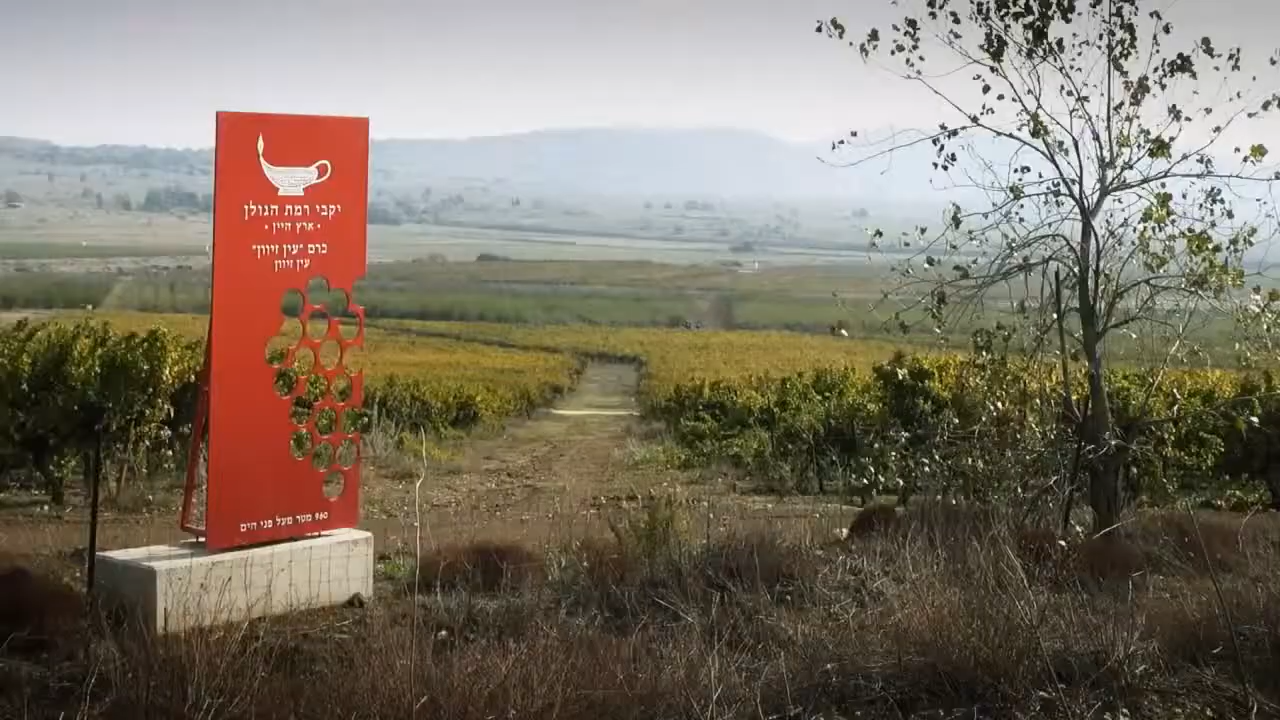 יקבי רמת הגולן
• ארץ היין •
כרם "עין זיוון"
עין זיוון
960 מטר מעל פני הים